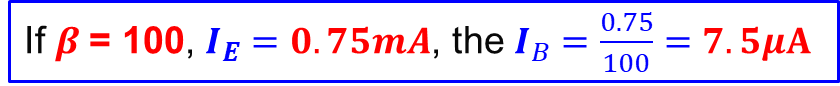 If β = 100, I_E = 0.75mA, the I_B = 0.75/100 = 7.5μA